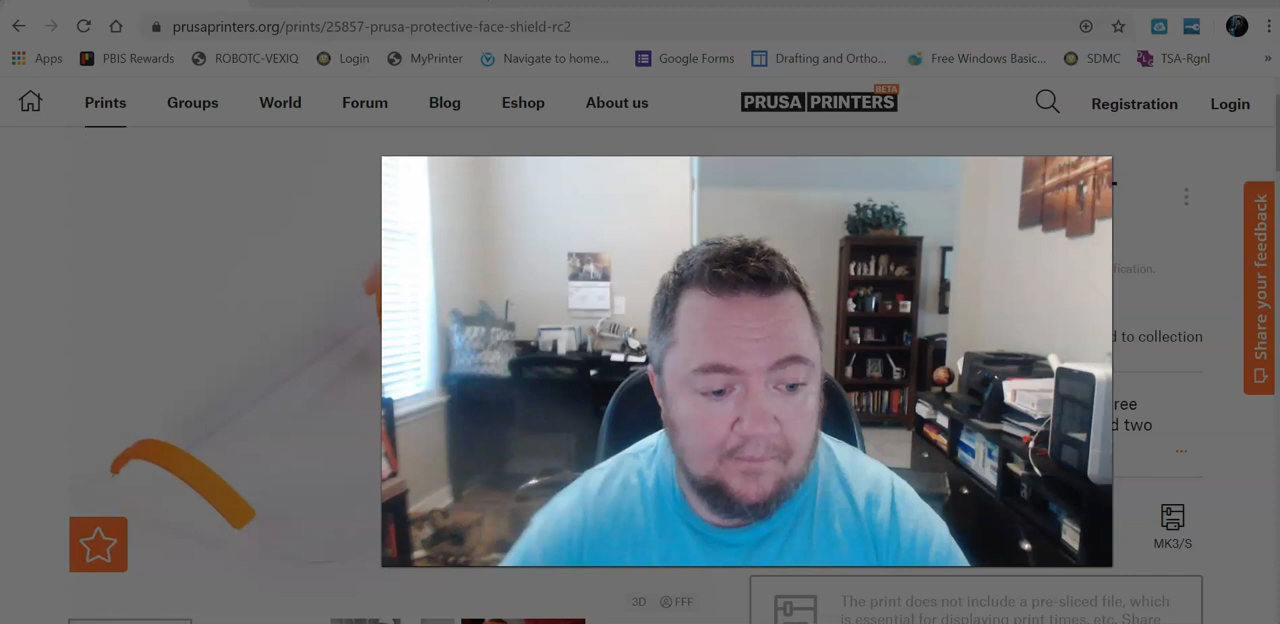 prusaprinters.org/prints/25857-prusa-protective-face-shield-rc2
Apps PBIS Rewards ROBOTC-VEXIQ Login MyPrinter Navigate to home... Google Forms Drafting and Ortho... Free Windows Basic... SDMC TSA-Rgnl »
Prints Groups World Forum Blog Eshop About us PRUSA PRINTERS BETA Registration Login
Share your feedback
fication.
d to collection
ree
d two
...
MK3/S
3D FFF
The print does not include a pre-sliced file, which
is essential for displaying print times, etc. Share